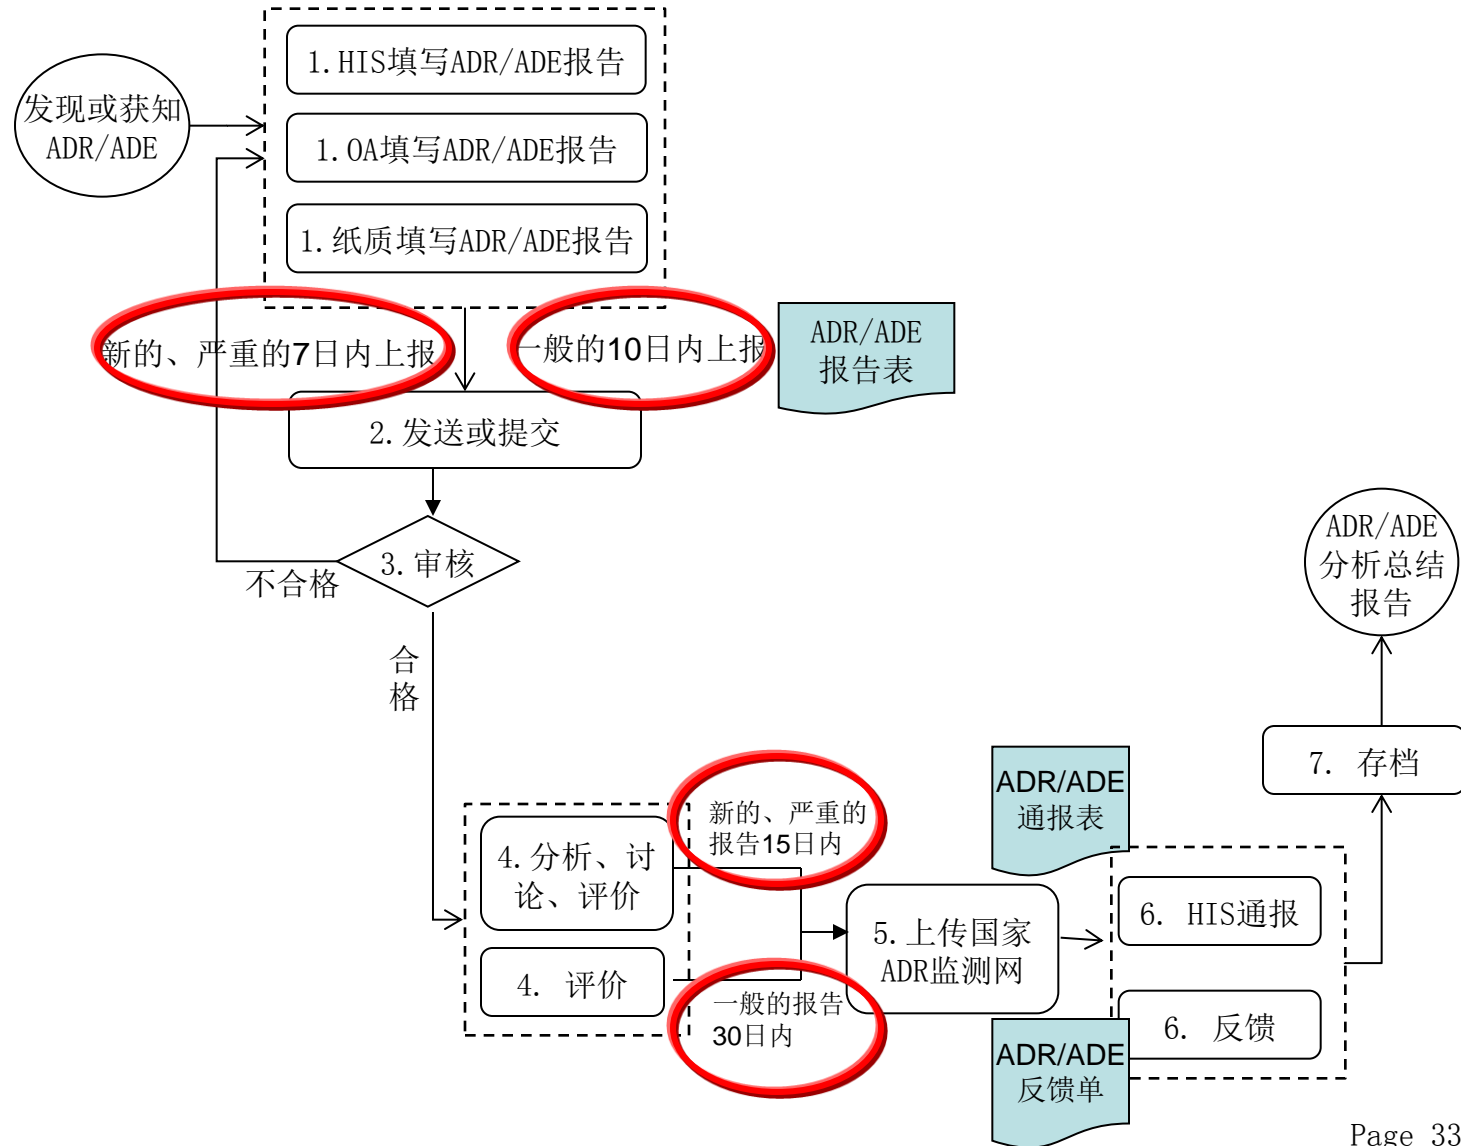 发现或获知
ADR/ADE
1.HIS填写ADR/ADE报告
1.OA填写ADR/ADE报告
1.纸质填写ADR/ADE报告
新的、严重的7日内上报
一般的10日内上报
ADR/ADE
报告表
2.发送或提交
3.审核
不合格
合
格
ADR/ADE
分析总结
报告
7. 存档
4.分析、讨
论、评价
4. 评价
新的、严重的
报告15日内
一般的报告
30日内
5.上传国家
ADR监测网
ADR/ADE
通报表
6. HIS通报
6. 反馈
ADR/ADE
反馈单
Page 33